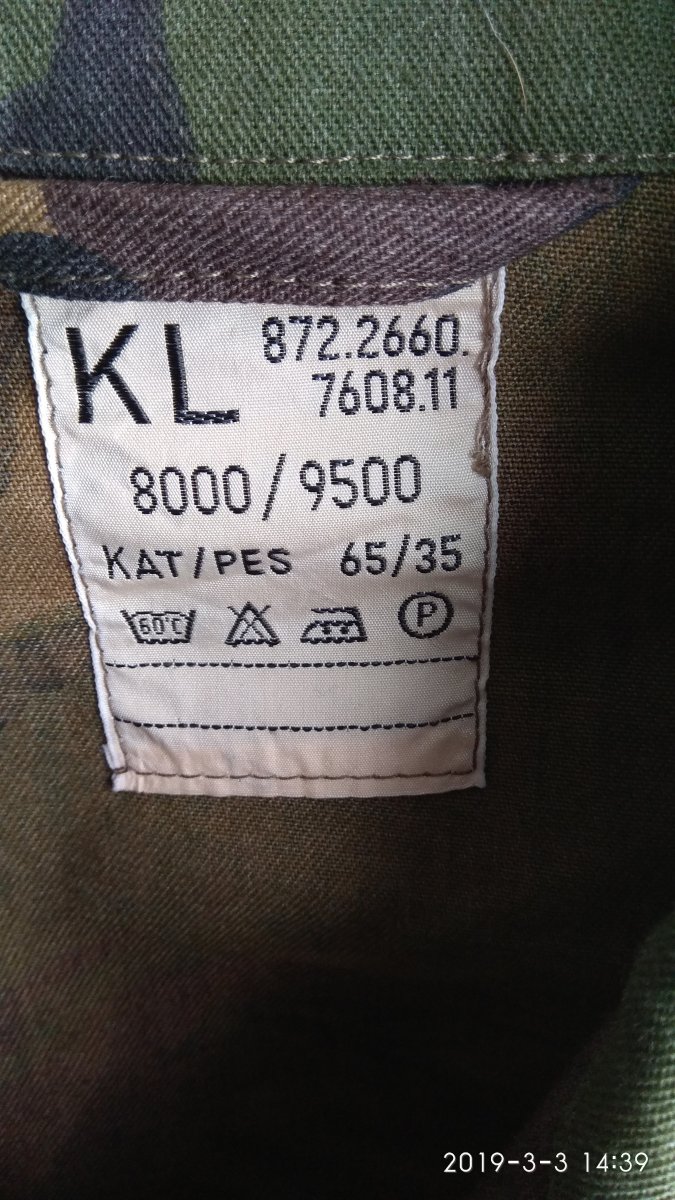 KL 872.2660.
7608.11
8000/9500
KAT/PES 65/35
60°C P
2019-3-3 14:39